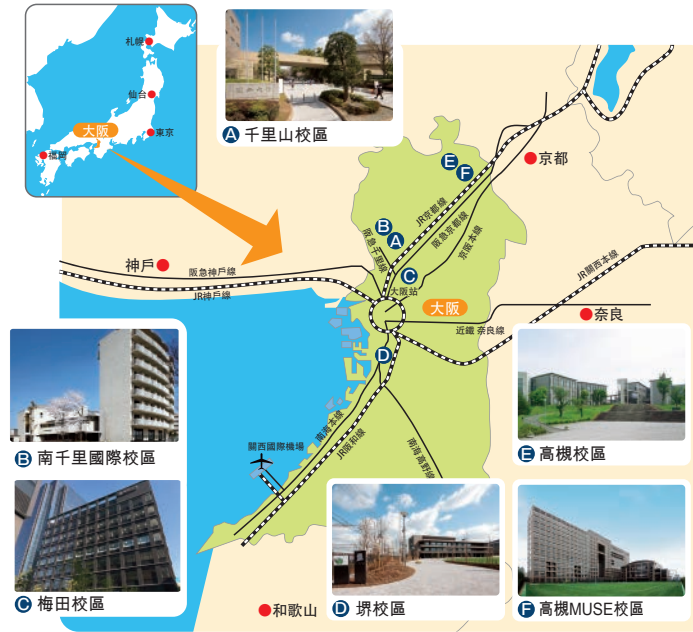 札幌
仙台
大阪
東京
福岡
A 千里山校區
E
F
京都
JR京都線
阪急京都線
京阪本線
B
A
阪急千里線
C
大阪站
神戶
阪急神戶線
JR神戶線
大阪
JR關西本線
奈良
近鐵 奈良線
D
南海本線
JR阪和線
南海高野線
關西國際機場
B 南千里國際校區
E 高槻校區
C 梅田校區
和歌山
D 堺校區
F 高槻MUSE校區